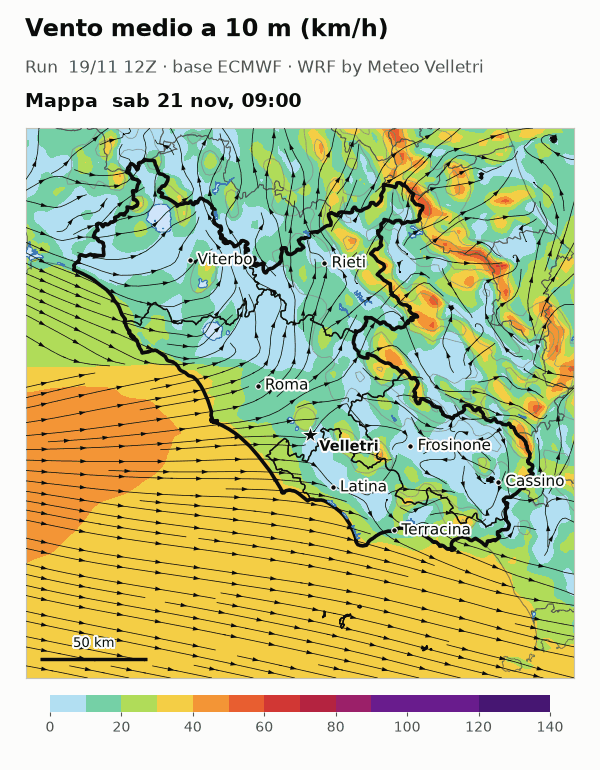 Vento medio a 10 m (km/h)
Run 19/11 12Z · base ECMWF · WRF by Meteo Velletri
Mappa sab 21 nov, 09:00
Viterbo
Rieti
Roma
Velletri
Frosinone
Cassino
Latina
Terracina
50 km
0 20 40 60 80 100 120 140